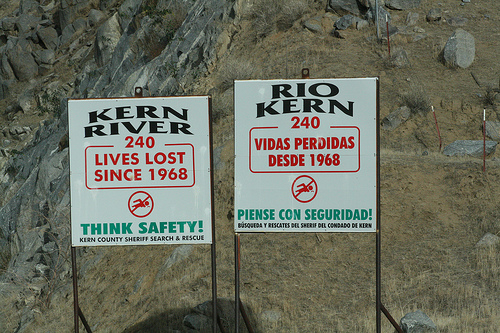 KERN
RIVER
240
LIVES LOST
SINCE 1968
THINK SAFETY!
KERN COUNTY SHERIFF SEARCH & RESCUE
RIO
KERN
240
VIDAS PERDIDAS
DESDE 1968
PIENSE CON SEGURIDAD!
BÚSQUEDA Y RESCATES DEL SHERIF DEL CONDADO DE KERN